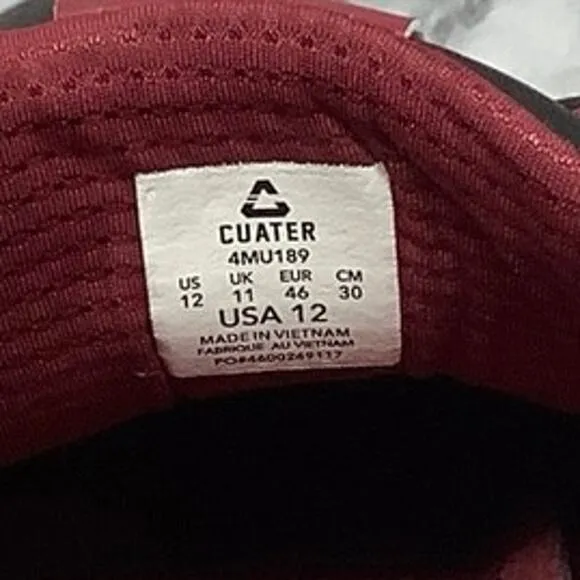 CUATER
4MU189
US UK EUR CM
12 11 46 30
USA 12
MADE IN VIETNAM
FABRIQUE AU VIETNAM
PO#4600249117